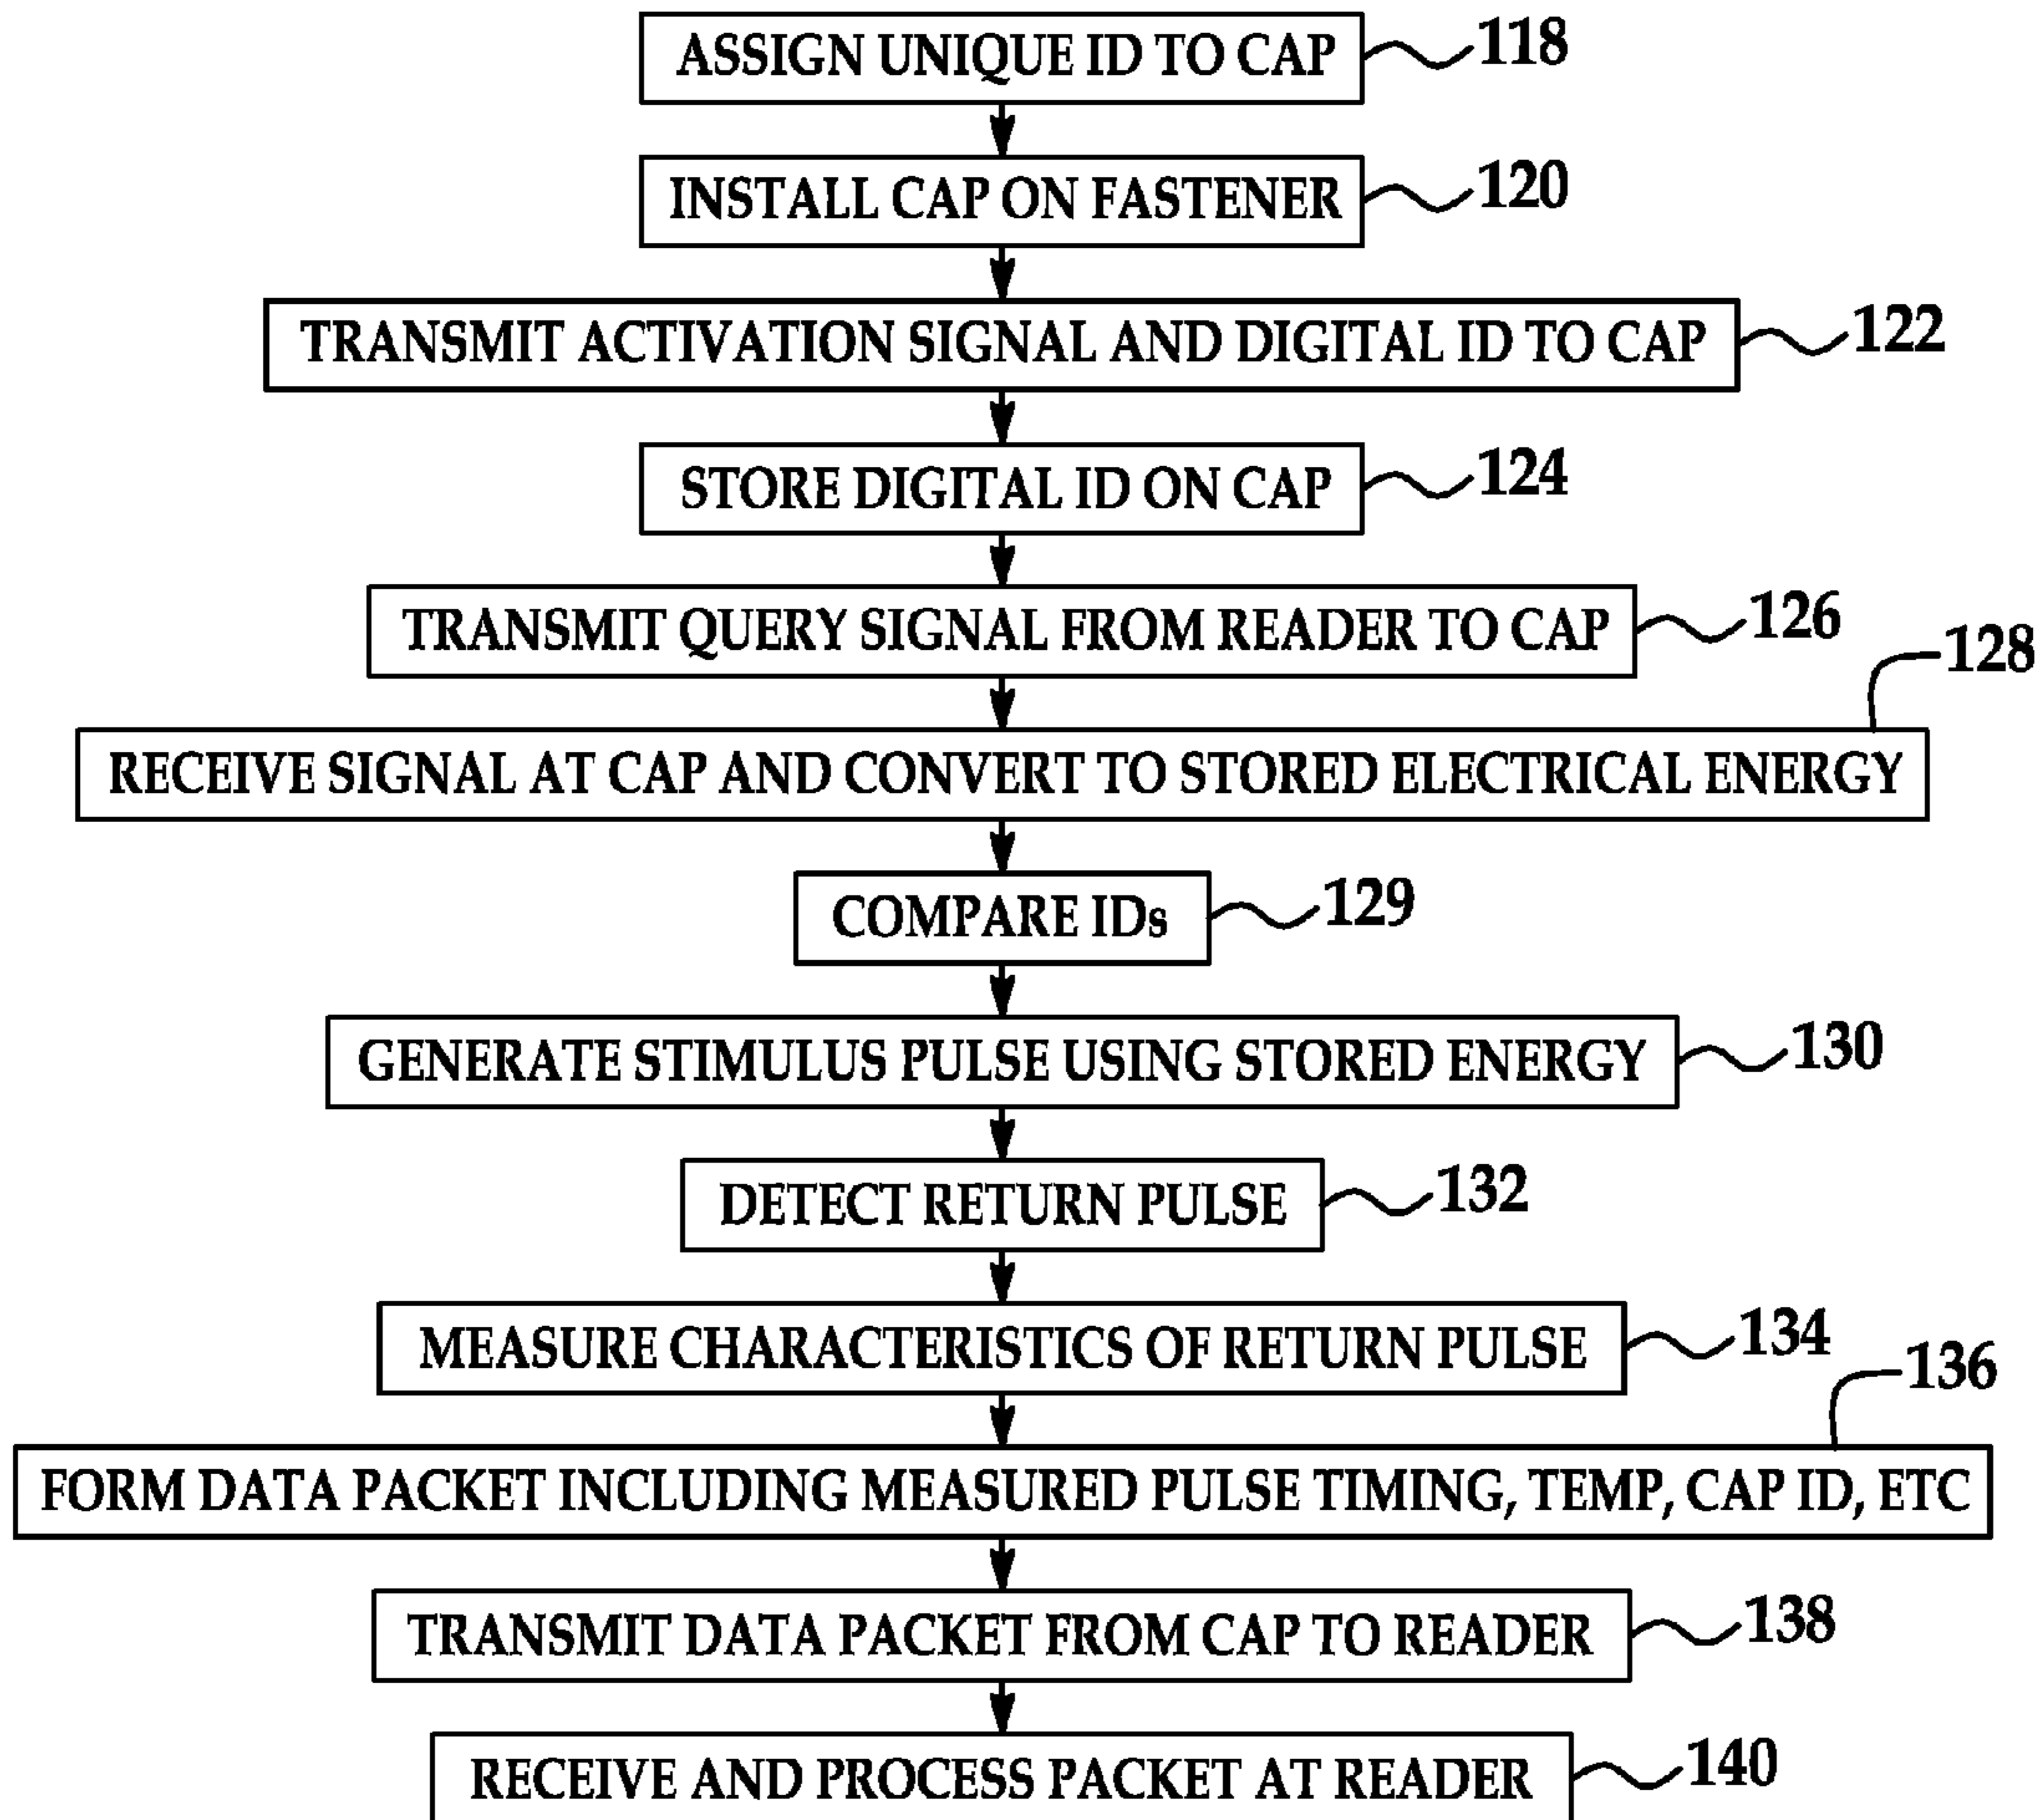 ASSIGN UNIQUE ID TO CAP 118
INSTALL CAP ON FASTENER 120
TRANSMIT ACTIVATION SIGNAL AND DIGITAL ID TO CAP 122
STORE DIGITAL ID ON CAP 124
TRANSMIT QUERY SIGNAL FROM READER TO CAP 126
128
RECEIVE SIGNAL AT CAP AND CONVERT TO STORED ELECTRICAL ENERGY
COMPARE IDs 129
GENERATE STIMULUS PULSE USING STORED ENERGY 130
DETECT RETURN PULSE 132
MEASURE CHARACTERISTICS OF RETURN PULSE 134
136
FORM DATA PACKET INCLUDING MEASURED PULSE TIMING, TEMP, CAP ID, ETC
TRANSMIT DATA PACKET FROM CAP TO READER 138
RECEIVE AND PROCESS PACKET AT READER 140